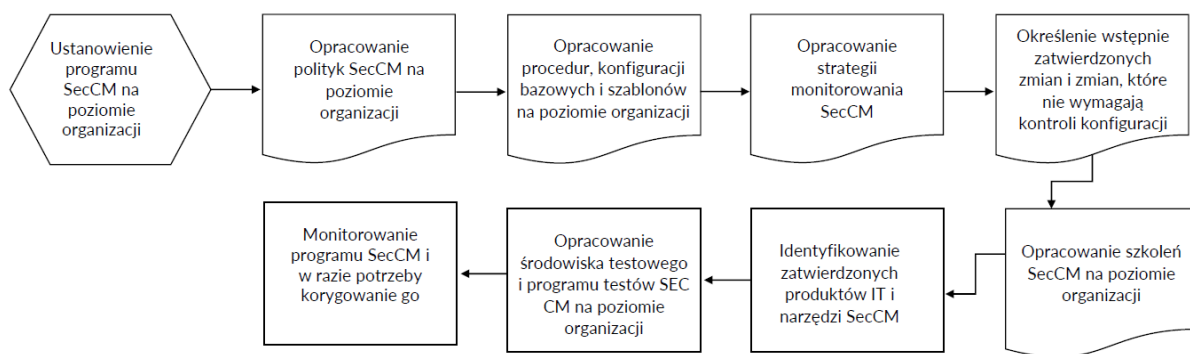 Ustanowienie
programu
SecCM na
poziomie
organizacji
Opracowanie
polityk SecCM na
poziomie
organizacji
Opracowanie
procedur, konfiguracji
bazowych i szablonów
na poziomie organizacji
Opracowanie
strategii
monitorowania
SecCM
Określenie wstępnie
zatwierdzonych
zmian i zmian, które
nie wymagają
kontroli konfiguracji
Opracowanie szkoleń
SecCM na poziomie
organizacji
Identyfikowanie
zatwierdzonych
produktów IT i
narzędzi SecCM
Opracowanie
środowiska testowego
i programu testów SEC
CM na poziomie
organizacji
Monitorowanie
programu SecCM i
w razie potrzeby
korygowanie go